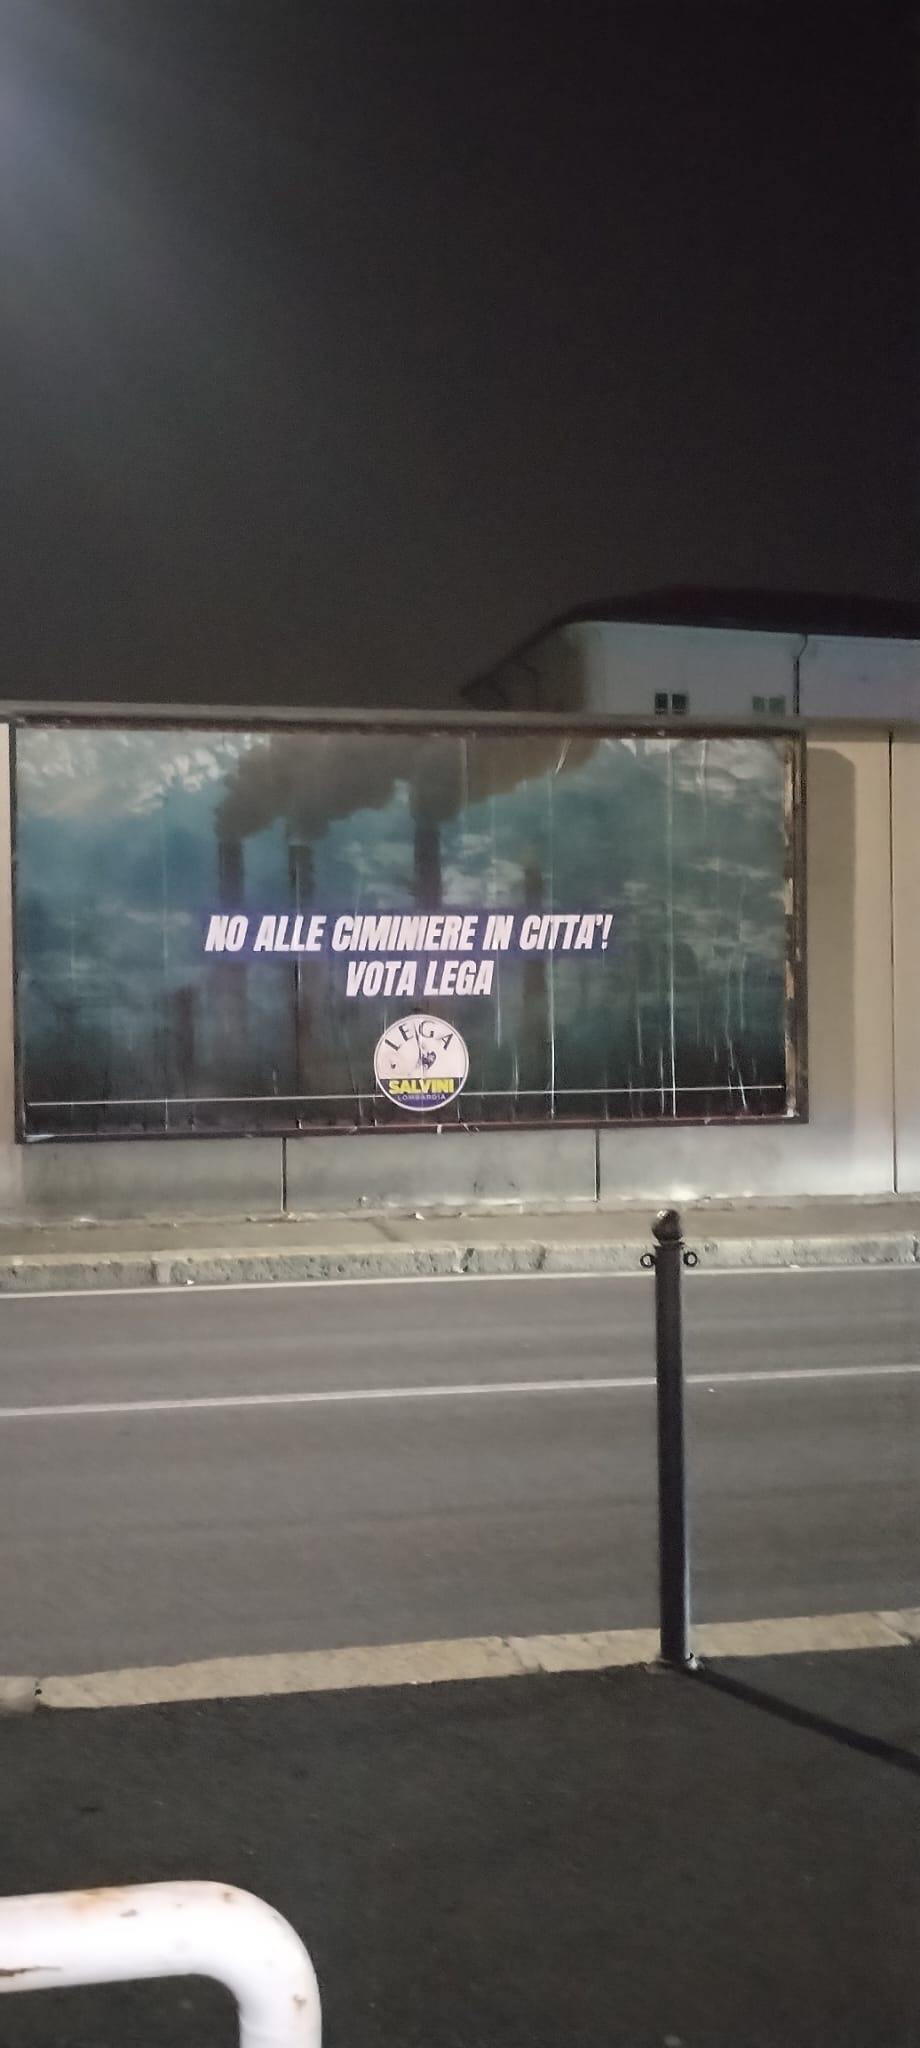 NO ALLE CIMINIERE IN CITTA'!
VOTA LEGA
LEGA
SALVINI
LOMBARDIA